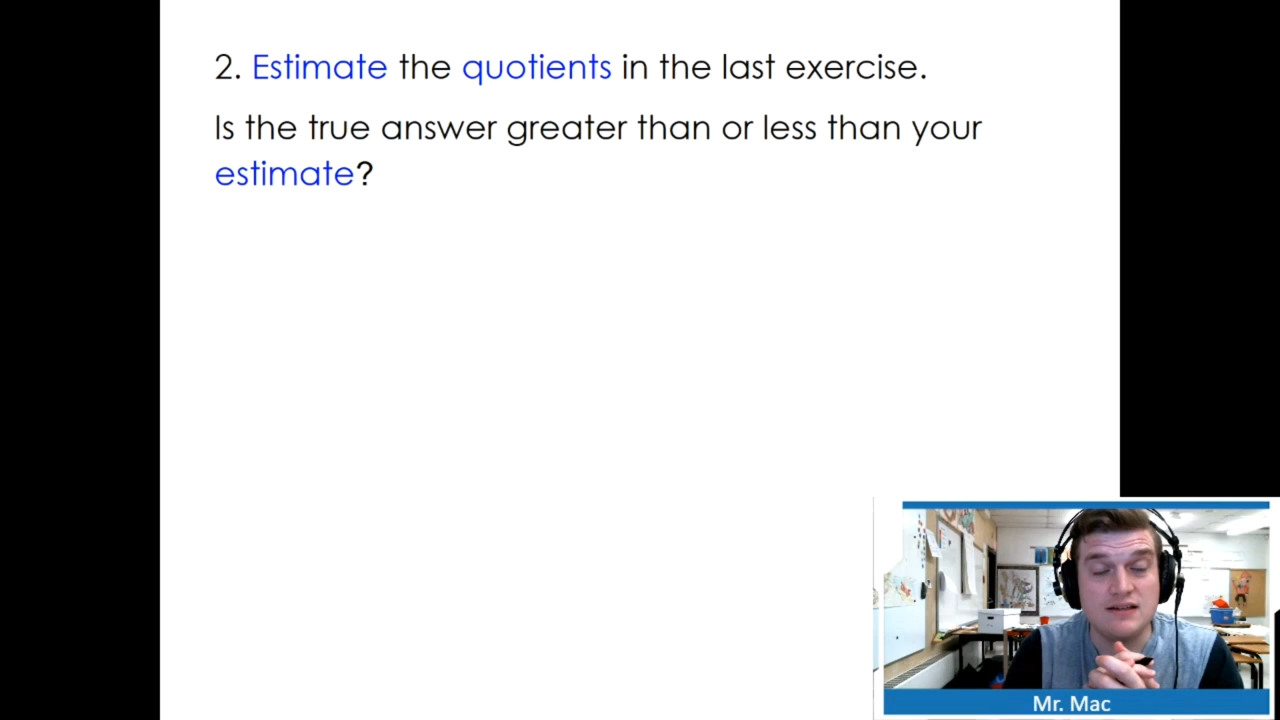 2. Estimate the quotients in the last exercise.
Is the true answer greater than or less than your
estimate?
Mr. Mac